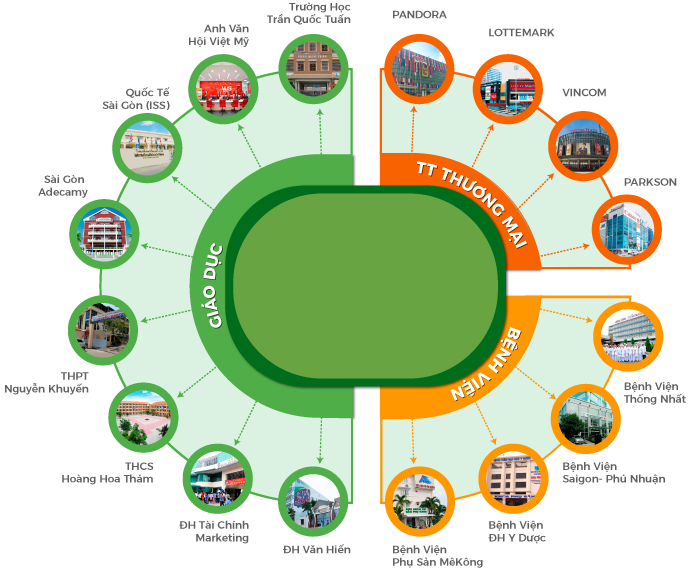 Trường Học
Trần Quốc Tuấn
Anh Văn
Hội Việt Mỹ
Quốc Tế
Sài Gòn (ISS)
Sài Gòn
Adecamy
THPT
Nguyễn Khuyến
THCS
Hoàng Hoa Thám
ĐH Tài Chính
Marketing
ĐH Văn Hiến
GIÁO DỤC
PANDORA
LOTTEMARK
VINCOM
PARKSON
TT THƯƠNG MẠI
BỆNH VIỆN
Bệnh Viện
Thống Nhất
Bệnh Viện
Saigon- Phú Nhuận
Bệnh Viện
ĐH Y Dược
Bệnh Viện
Phụ Sản MêKông